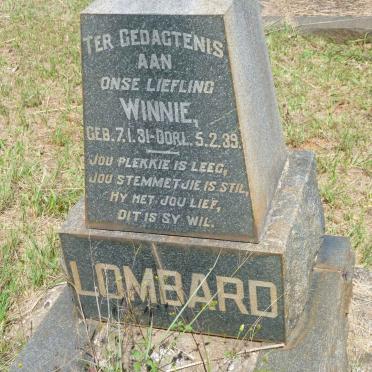 TER GEDAGTENIS
AAN
ONSE LIEFLING
WINNIE,
GEB. 7.1.31-OORL. 5.2.39.
JOU PLEKKIE IS LEEG,
JOU STEMMETJIE IS STIL,
HY HET JOU LIEF,
DIT IS SY WIL.
LOMBARD